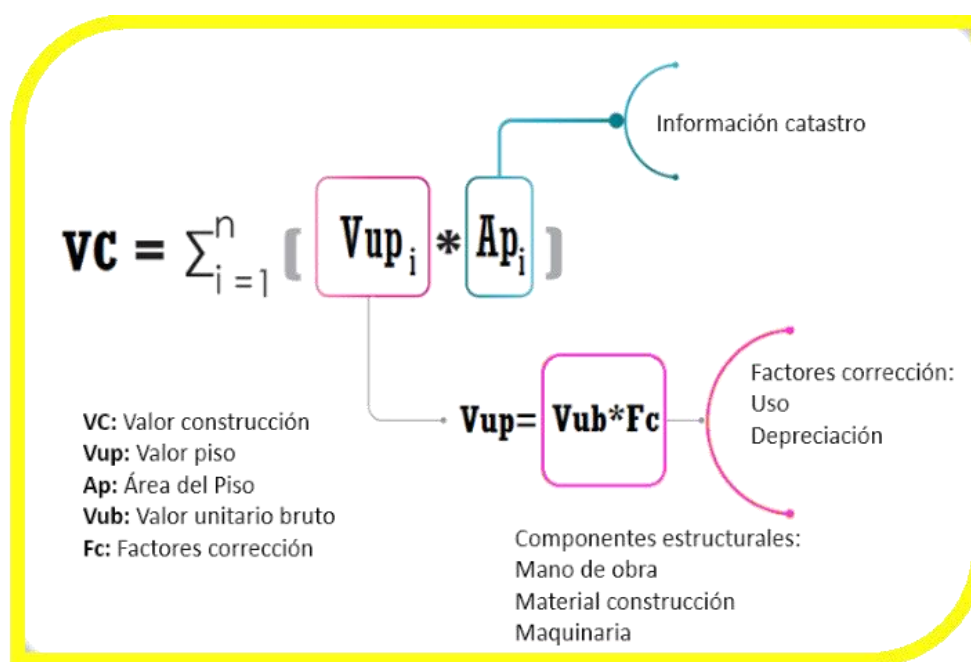 Información catastro
VC = ∑ⁿᵢ₌₁ ( Vupᵢ * Apᵢ )
Vup= Vub*Fc
Factores corrección:
Uso
Depreciación
VC: Valor construcción
Vup: Valor piso
Ap: Área del Piso
Vub: Valor unitario bruto
Fc: Factores corrección
Componentes estructurales:
Mano de obra
Material construcción
Maquinaria